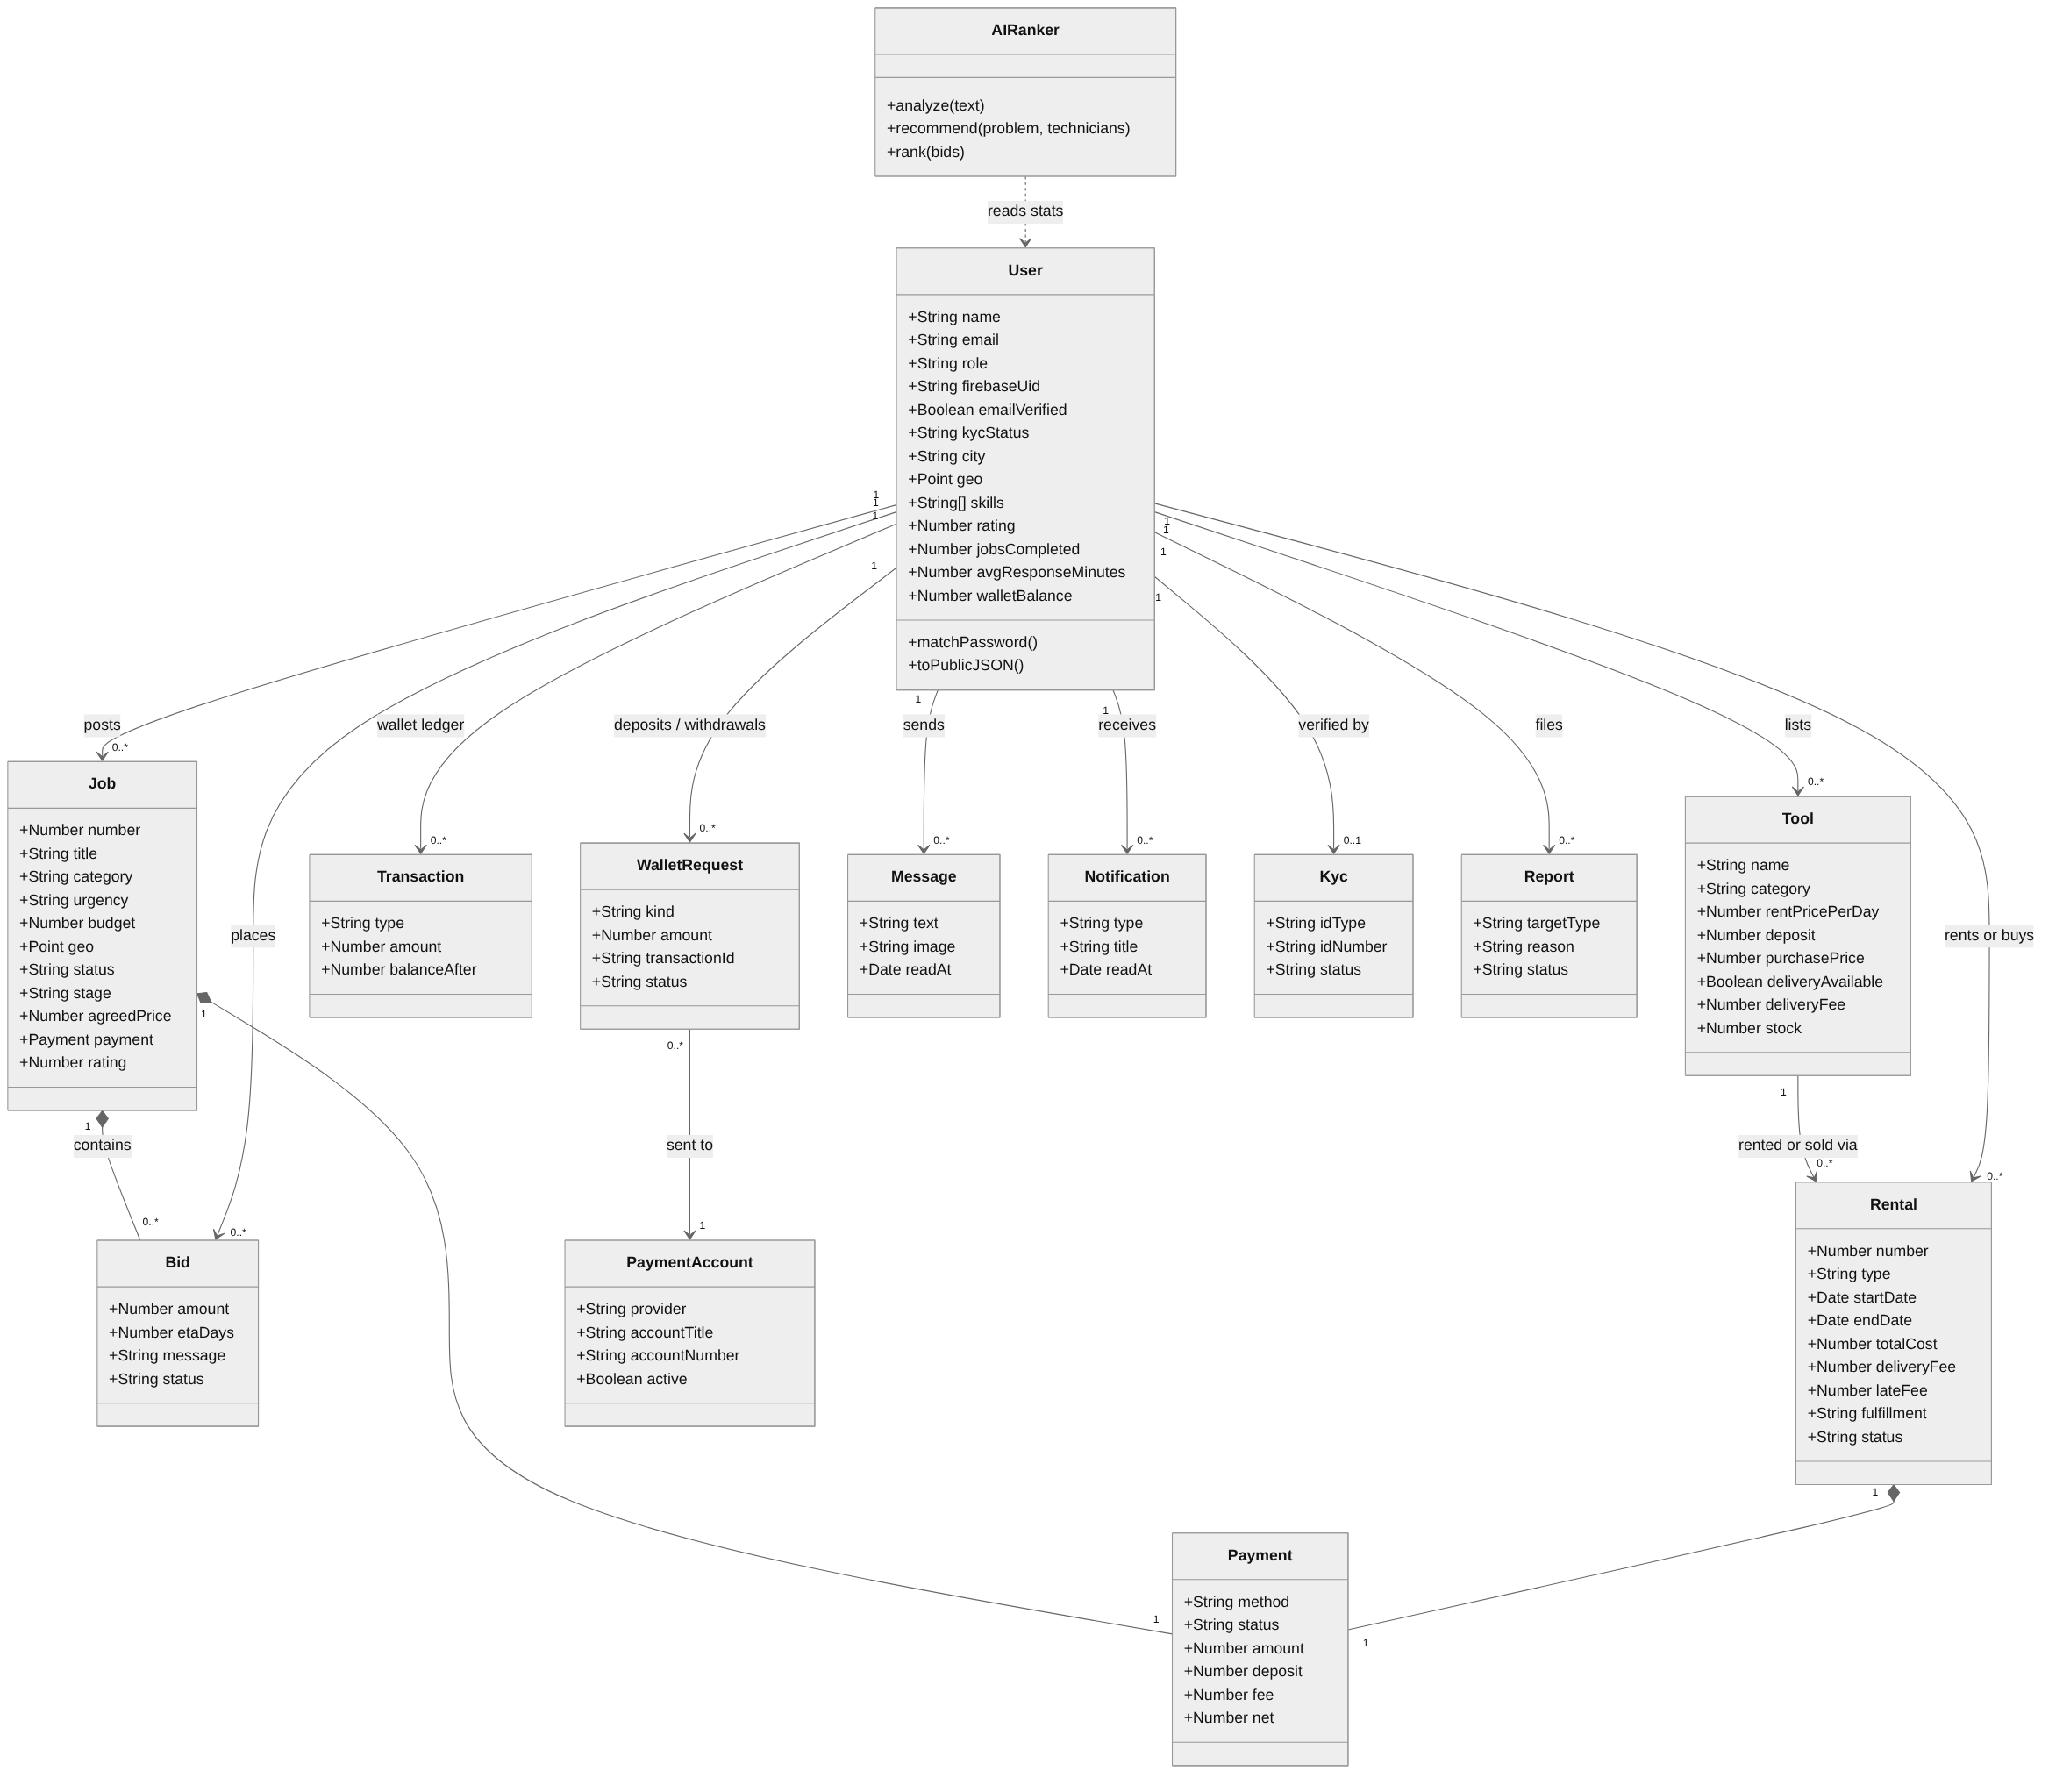 AIRanker
+analyze(text)
+recommend(problem, technicians)
+rank(bids)
reads stats
User
+String name
+String email
+String role
+String firebaseUid
+Boolean emailVerified
+String kycStatus
+String city
+Point geo
+String[] skills
+Number rating
+Number jobsCompleted
+Number avgResponseMinutes
+Number walletBalance
+matchPassword()
+toPublicJSON()
1
1
1
1
1
1
1
1
1
1
posts
wallet ledger
deposits / withdrawals
sends
receives
verified by
files
lists
places
rents or buys
0..*
0..*
0..*
0..*
0..*
0..1
0..*
0..*
Job
+Number number
+String title
+String category
+String urgency
+Number budget
+Point geo
+String status
+String stage
+Number agreedPrice
+Payment payment
+Number rating
Transaction
+String type
+Number amount
+Number balanceAfter
WalletRequest
+String kind
+Number amount
+String transactionId
+String status
Message
+String text
+String image
+Date readAt
Notification
+String type
+String title
+Date readAt
Kyc
+String idType
+String idNumber
+String status
Report
+String targetType
+String reason
+String status
Tool
+String name
+String category
+Number rentPricePerDay
+Number deposit
+Number purchasePrice
+Boolean deliveryAvailable
+Number deliveryFee
+Number stock
1
1
contains
0..*
0..*
0..*
sent to
1
1
rented or sold via
0..*
0..*
Bid
+Number amount
+Number etaDays
+String message
+String status
PaymentAccount
+String provider
+String accountTitle
+String accountNumber
+Boolean active
Rental
+Number number
+String type
+Date startDate
+Date endDate
+Number totalCost
+Number deliveryFee
+Number lateFee
+String fulfillment
+String status
1
1
1
Payment
+String method
+String status
+Number amount
+Number deposit
+Number fee
+Number net